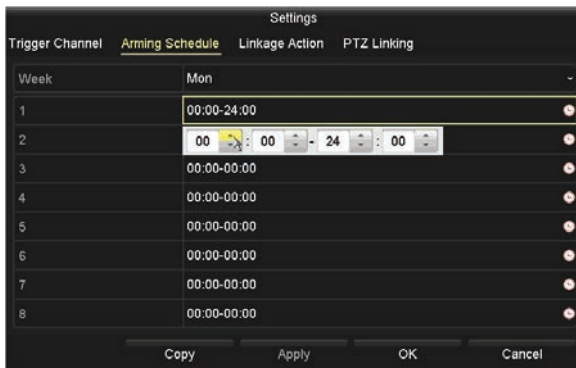 Settings
Trigger Channel Arming Schedule Linkage Action PTZ Linking
Week Mon
1 00:00-24:00
2 00 : 00 - 24 : 00
3 00:00-00:00
4 00:00-00:00
5 00:00-00:00
6 00:00-00:00
7 00:00-00:00
8 00:00-00:00
Copy Apply OK Cancel